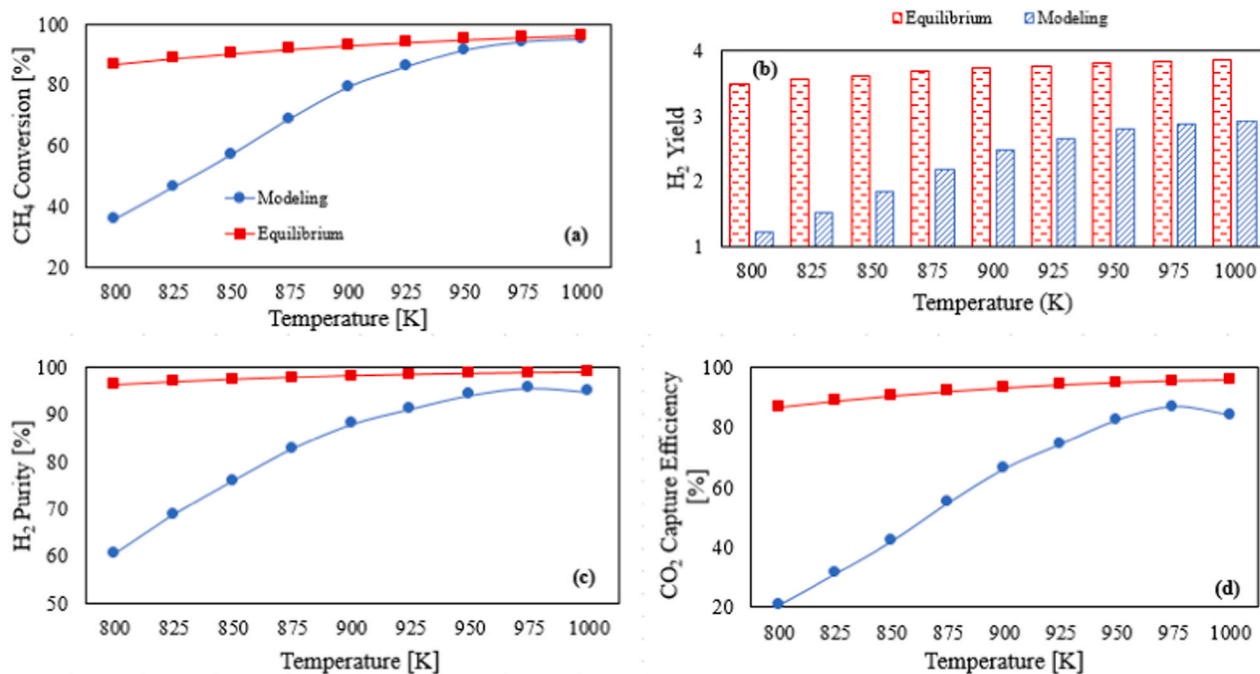 CH₄ Conversion [%]
100
80
60
40
20
Modeling
Equilibrium
(a)
800 825 850 875 900 925 950 975 1000
Temperature [K]
Equilibrium Modeling
H₂ Yield
4
3
2
1
(b)
800 825 850 875 900 925 950 975 1000
Temperature (K)
H₂ Purity [%]
100
90
80
70
60
50
(c)
800 825 850 875 900 925 950 975 1000
Temperature [K]
CO₂ Capture Efficiency
[%]
100
80
60
40
20
(d)
800 825 850 875 900 925 950 975 1000
Temperature [K]